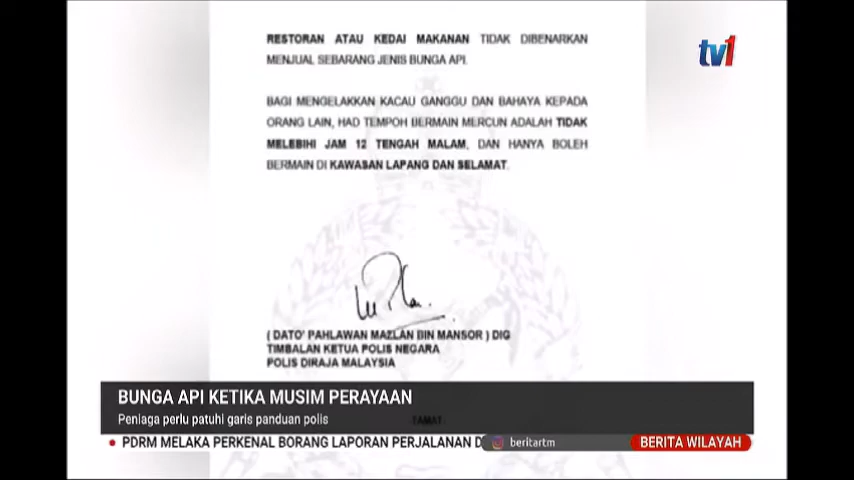 RESTORAN ATAU KEDAI MAKANAN TIDAK DIBENARKAN
MENJUAL SEBARANG JENIS BUNGA API.
BAGI MENGELAKKAN KACAU GANGGU DAN BAHAYA KEPADA
ORANG LAIN, HAD TEMPOH BERMAIN MERCUN ADALAH TIDAK
MELEBIHI JAM 12 TENGAH MALAM, DAN HANYA BOLEH
BERMAIN DI KAWASAN LAPANG DAN SELAMAT.
tv1
( DATO' PAHLAWAN MAZLAN BIN MANSOR ) DIG
TIMBALAN KETUA POLIS NEGARA
POLIS DIRAJA MALAYSIA
BUNGA API KETIKA MUSIM PERAYAAN
Peniaga perlu patuhi garis panduan polis
TAMAT.
PDRM MELAKA PERKENAL BORANG LAPORAN PERJALANAN D
beritartm
BERITA WILAYAH